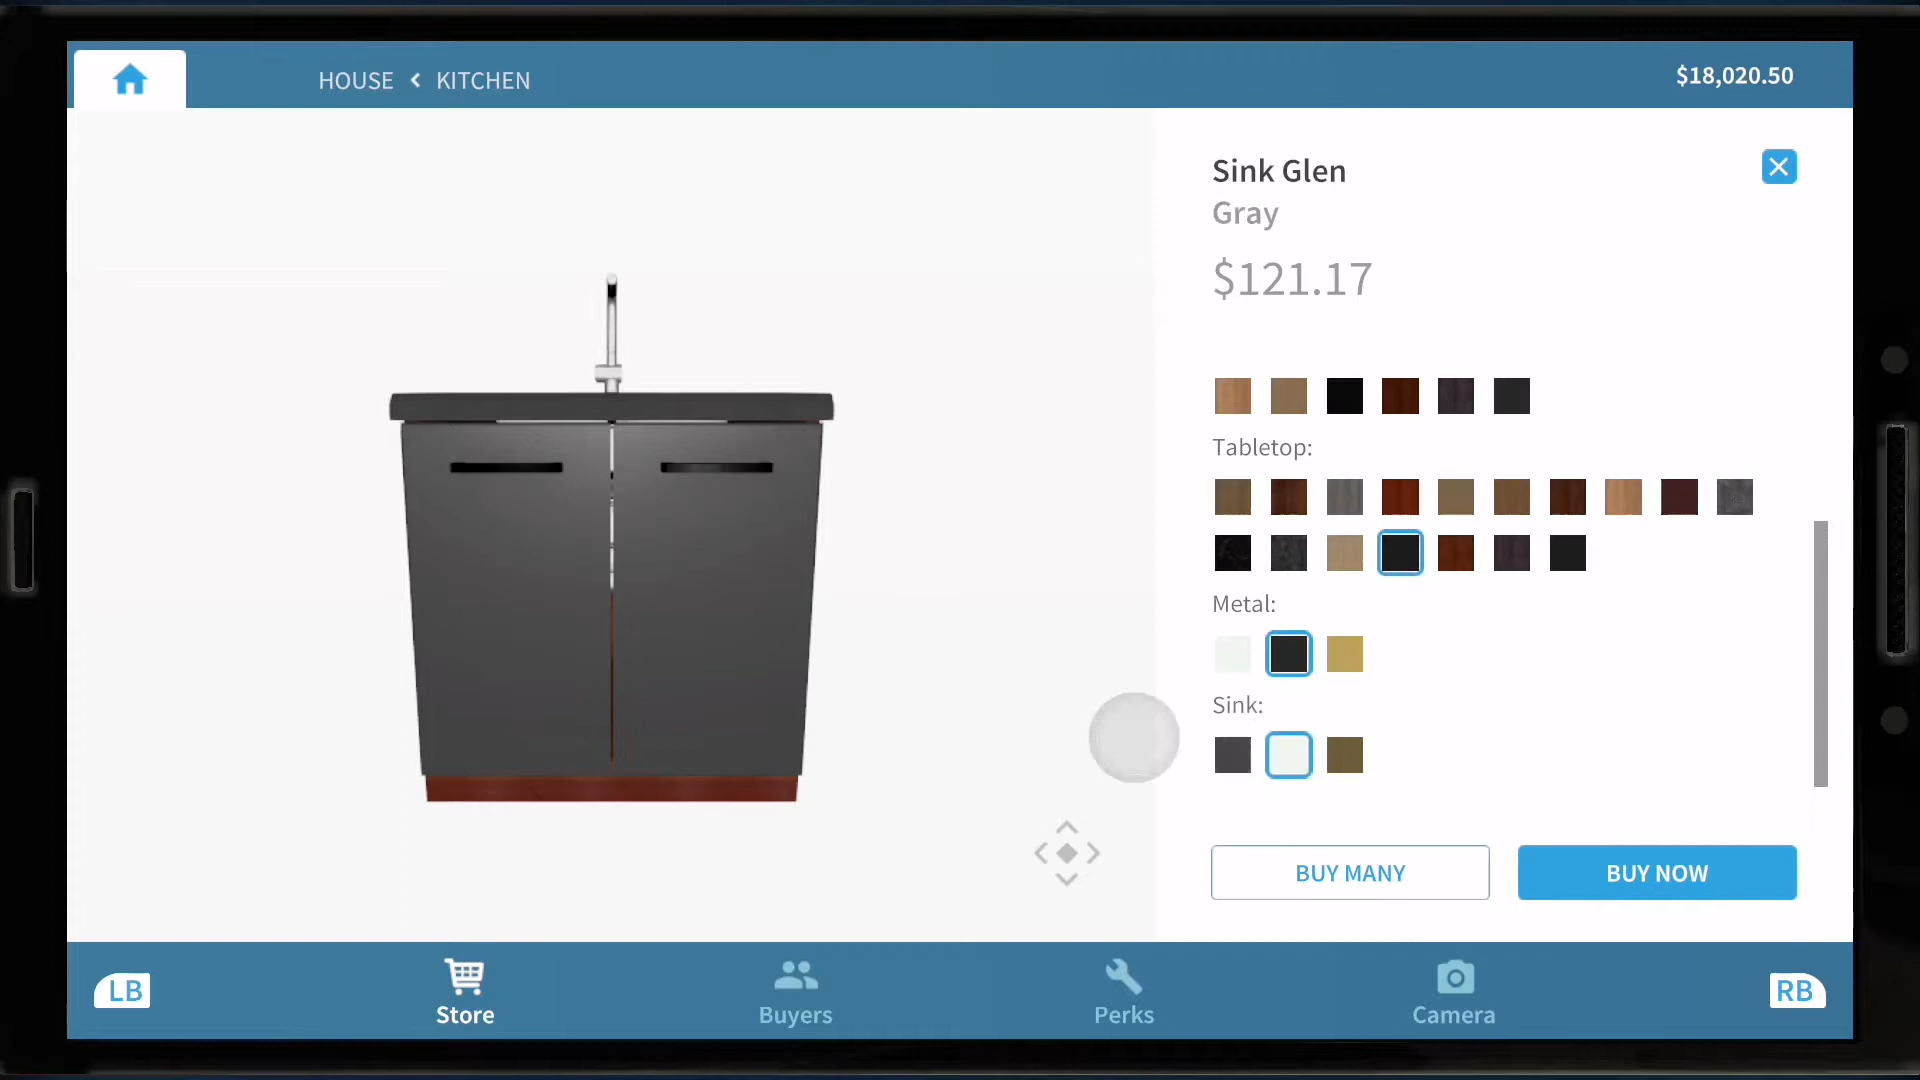 HOUSE < KITCHEN
$18,020.50
Sink Glen
Gray
$121.17
Tabletop:
Metal:
Sink:
BUY MANY
BUY NOW
LB
Store
Buyers
Perks
Camera
RB